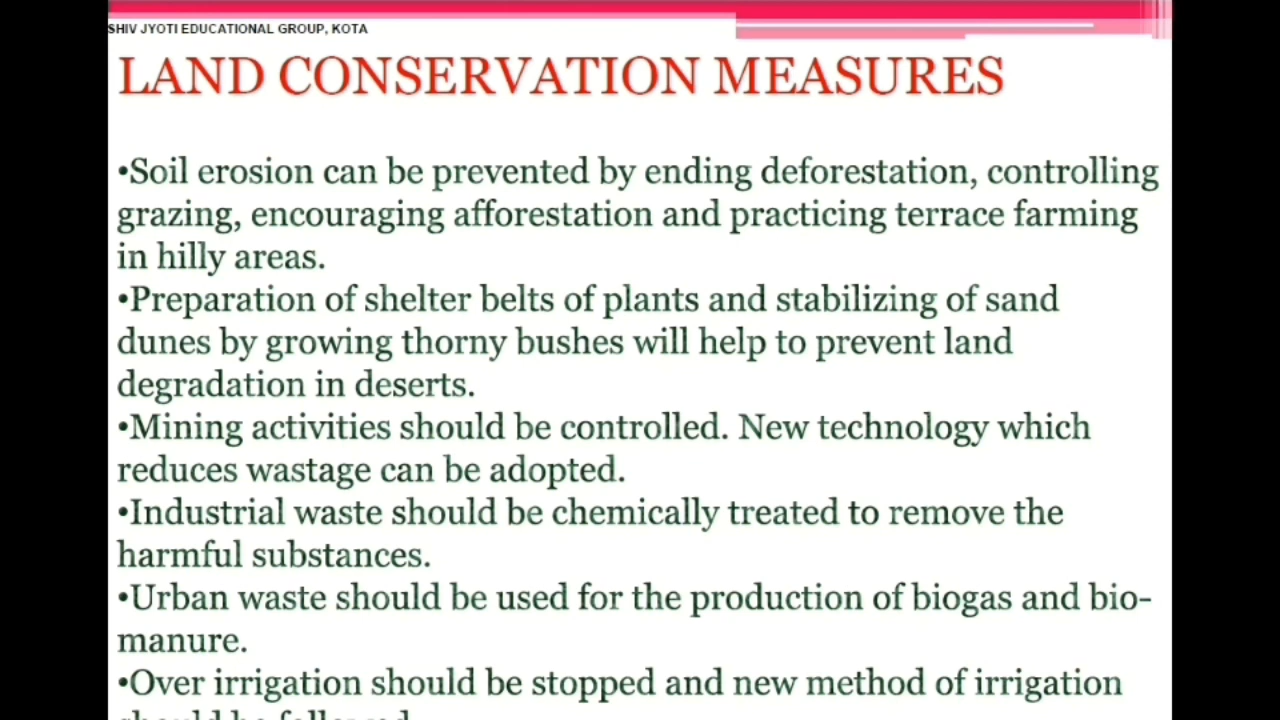 SHIV JYOTI EDUCATIONAL GROUP, KOTA
LAND CONSERVATION MEASURES
•Soil erosion can be prevented by ending deforestation, controlling
grazing, encouraging afforestation and practicing terrace farming
in hilly areas.
•Preparation of shelter belts of plants and stabilizing of sand
dunes by growing thorny bushes will help to prevent land
degradation in deserts.
•Mining activities should be controlled. New technology which
reduces wastage can be adopted.
•Industrial waste should be chemically treated to remove the
harmful substances.
•Urban waste should be used for the production of biogas and bio-
manure.
•Over irrigation should be stopped and new method of irrigation
should be followed